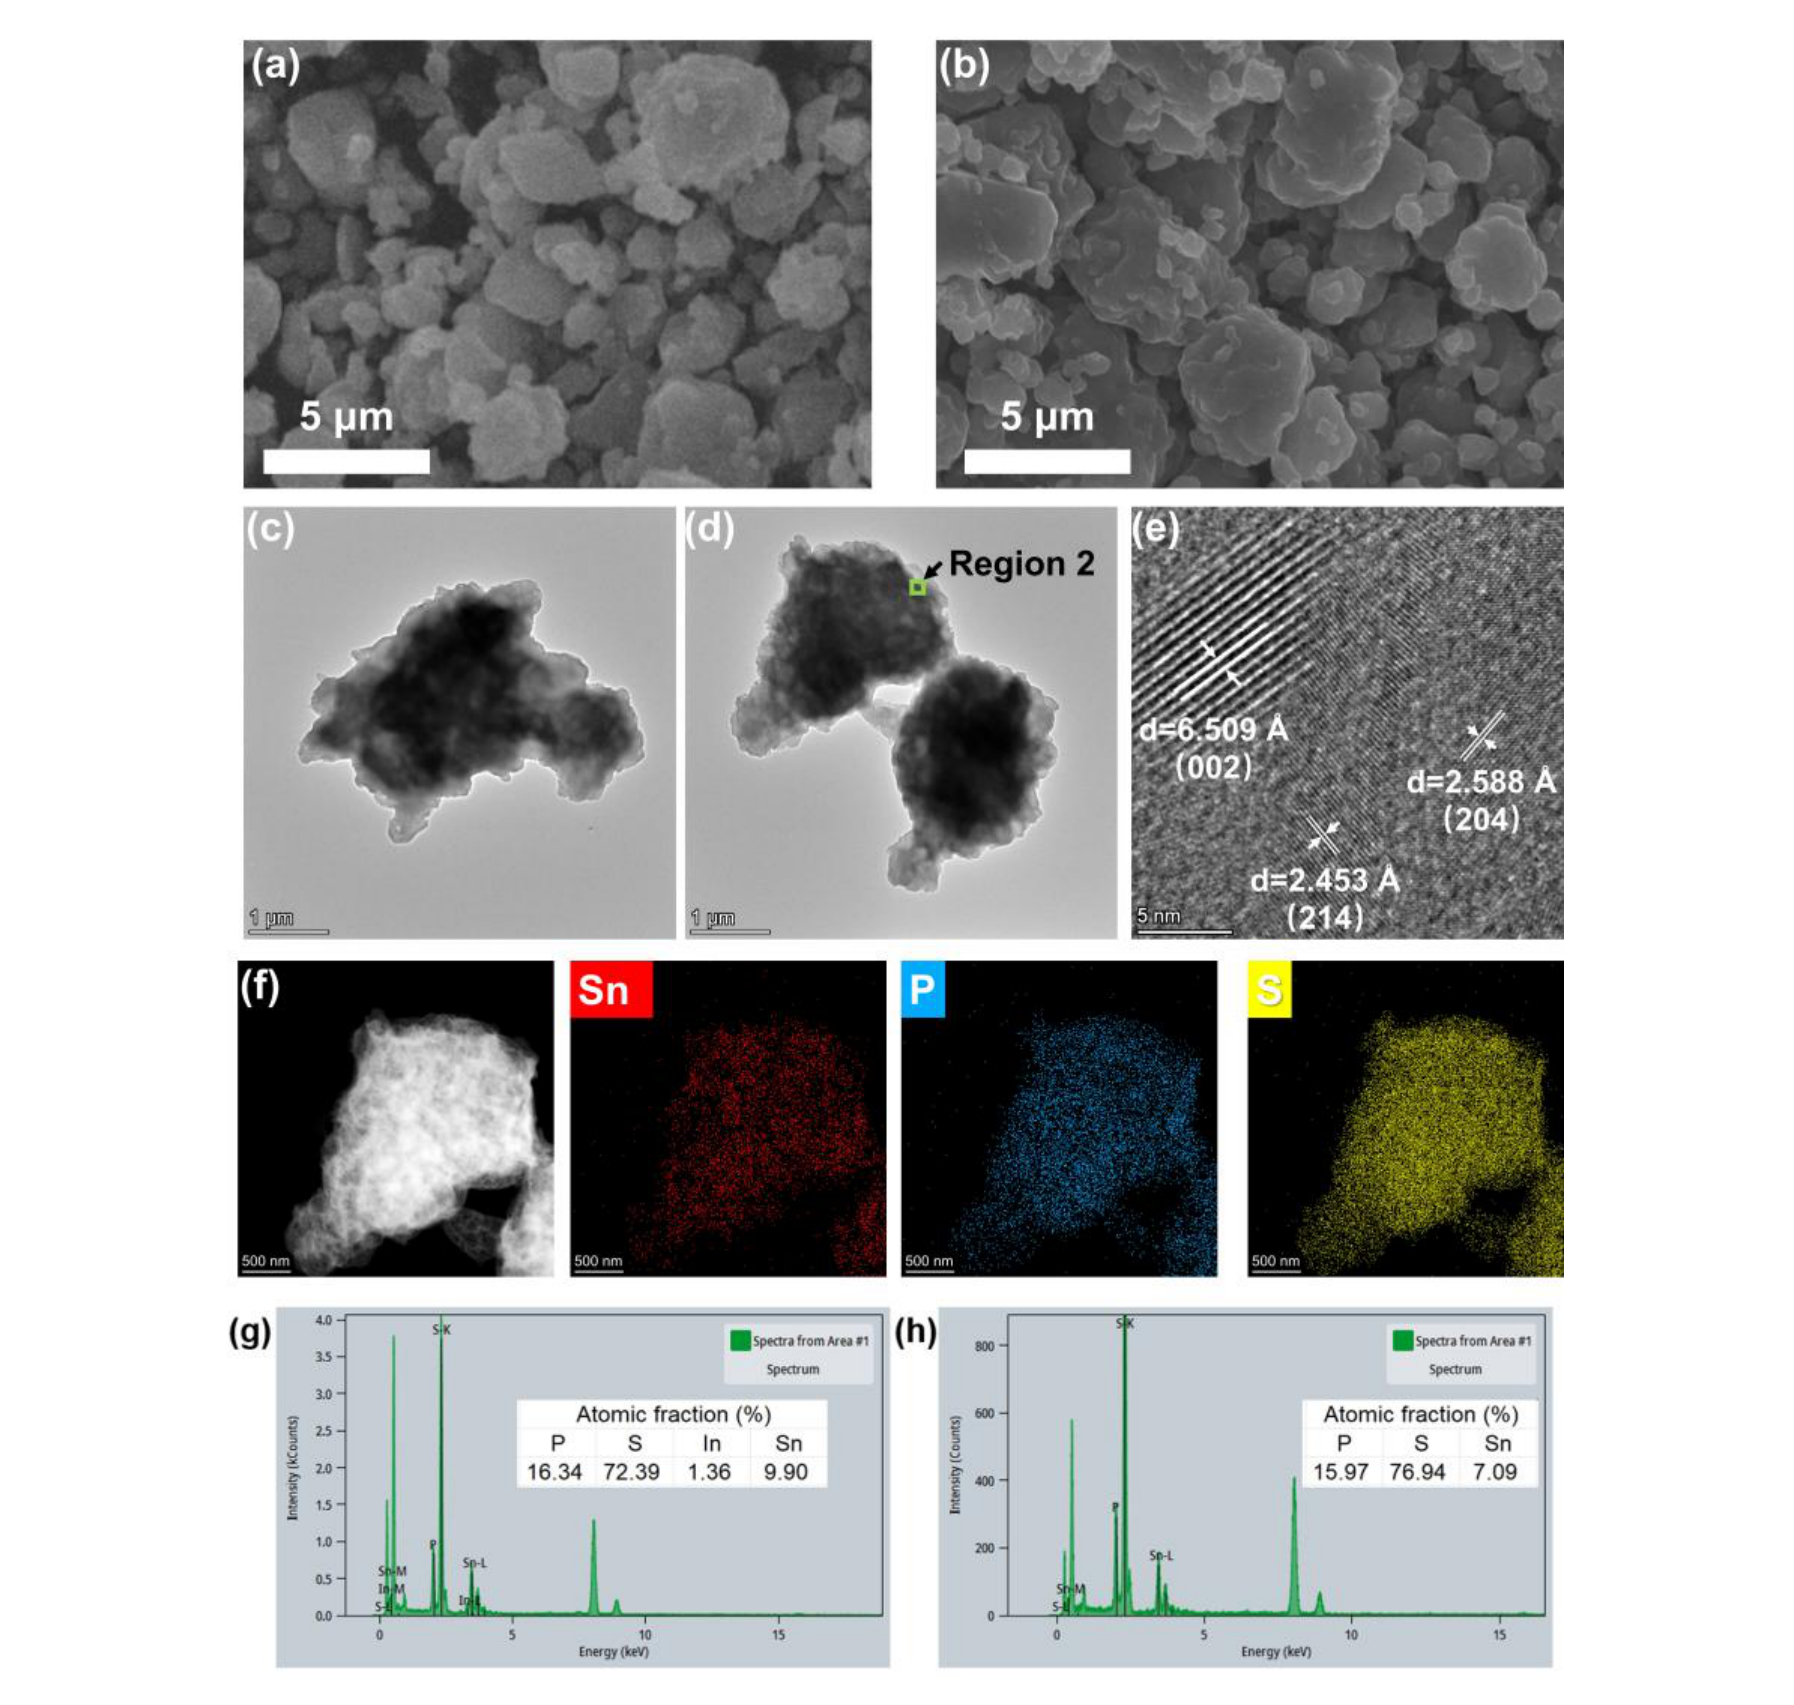 (a)
5 µm
(b)
5 µm
(c)
1 µm
(d)
Region 2
1 µm
(e)
d=6.509 Å
(002)
d=2.588 Å
(204)
d=2.453 Å
(214)
5 nm
(f)
500 nm
Sn
500 nm
P
500 nm
S
500 nm
(g)
Intensity (kCounts)
4.0
3.5
3.0
2.5
2.0
1.5
1.0
0.5
0.0
S-K
Spectra from Area #1
Spectrum
Atomic fraction (%)
P S In Sn
16.34 72.39 1.36 9.90
P
Sn-L
Sn-M
In-M
In-L
S-L
0 5 10 15
Energy (keV)
(h)
Intensity (Counts)
800
600
400
200
0
S-K
Spectra from Area #1
Spectrum
Atomic fraction (%)
P S Sn
15.97 76.94 7.09
P
Sn-L
Sn-M
S-L
0 5 10 15
Energy (keV)